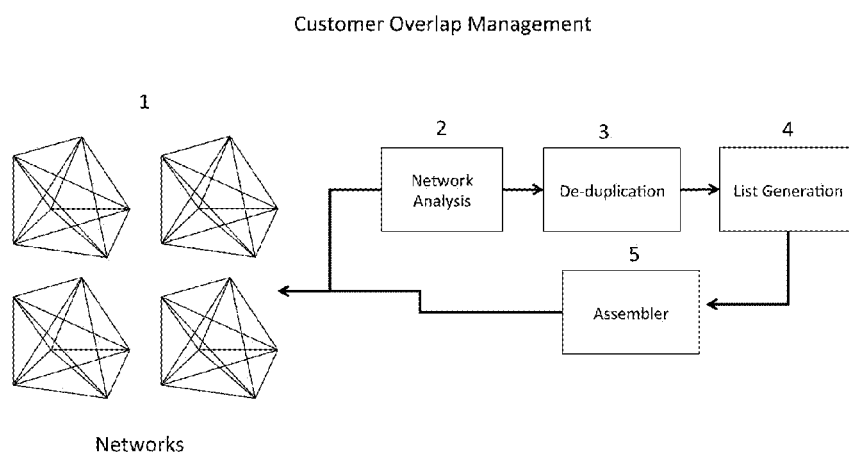 Customer Overlap Management
1
2
3
4
Network
Analysis
De-duplication
List Generation
5
Assembler
Networks